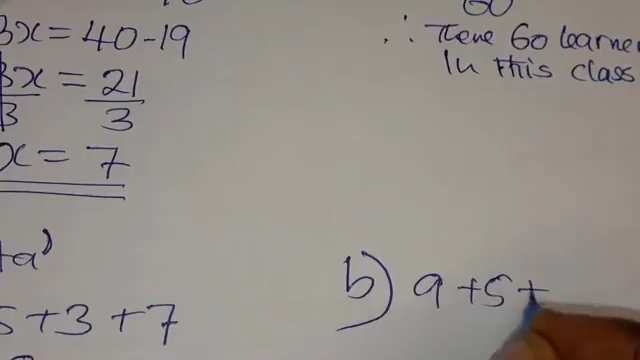 3x = 40-19
3x = 21
3 3
x = 7
+a)
5+3+7
60
∴ There 60 learner
In this class
b) 9+5+